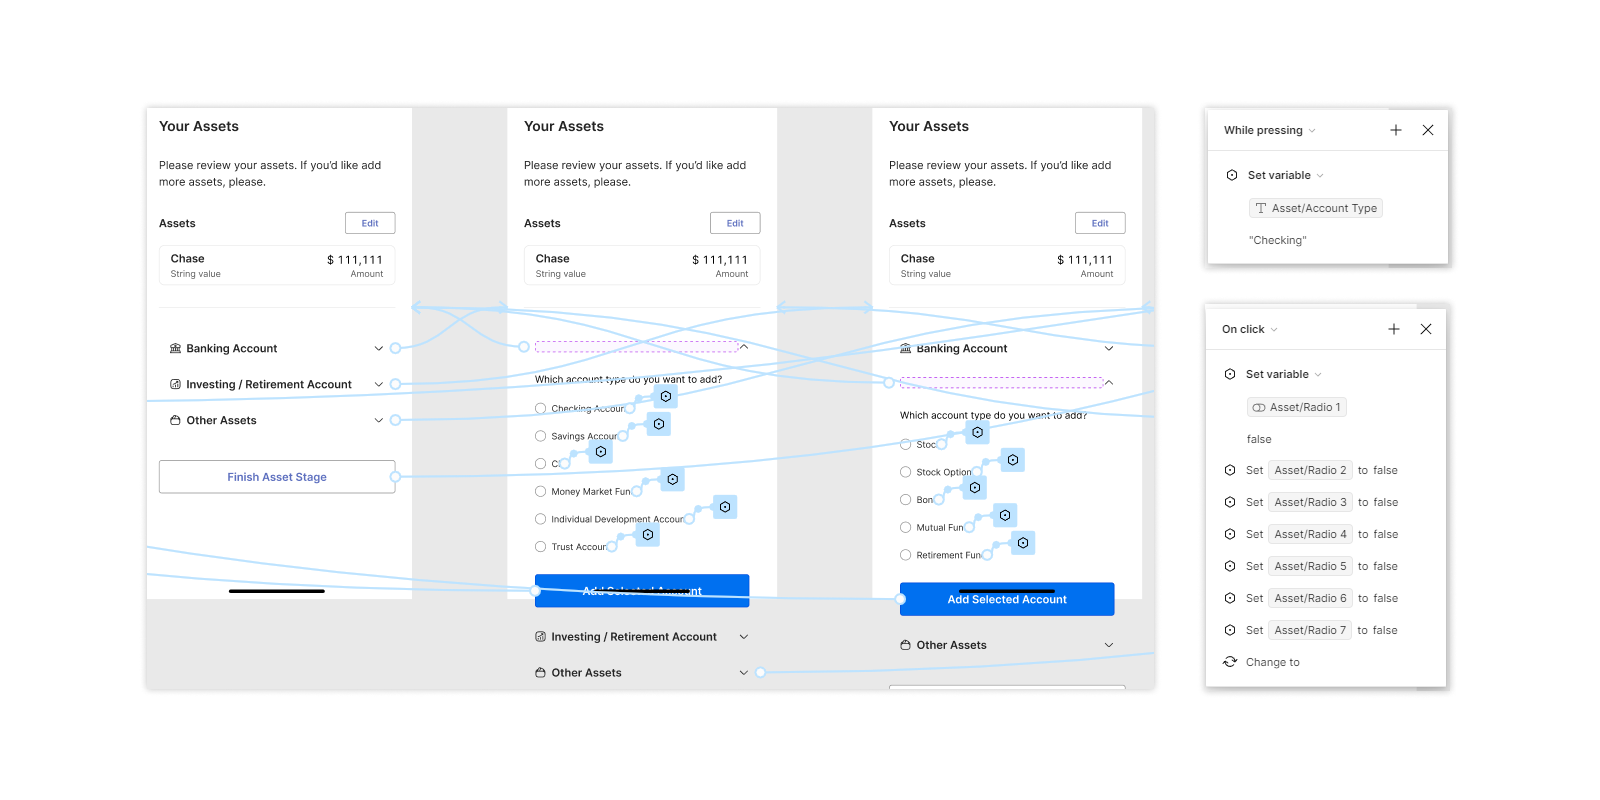 Your Assets
Please review your assets. If you'd like add
more assets, please.
Assets
Edit
Chase
$ 111,111
String value
Amount
Banking Account
Investing / Retirement Account
Other Assets
Finish Asset Stage
Your Assets
Please review your assets. If you'd like add
more assets, please.
Assets
Edit
Chase
$ 111,111
String value
Amount
Which account type do you want to add?
Checking Accour
Savings Accour
Money Market Fun
Individual Development Accour
Trust Accour
Add Selected Account
Investing / Retirement Account
Other Assets
Your Assets
Please review your assets. If you'd like add
more assets, please.
Assets
Edit
Chase
$ 111,111
String value
Amount
Banking Account
Which account type do you want to add?
Stoc
Stock Option
Bon
Mutual Fun
Retirement Fun
Add Selected Account
Other Assets
While pressing
Set variable
Asset/Account Type
"Checking"
On click
Set variable
Asset/Radio 1
false
Set Asset/Radio 2 to false
Set Asset/Radio 3 to false
Set Asset/Radio 4 to false
Set Asset/Radio 5 to false
Set Asset/Radio 6 to false
Set Asset/Radio 7 to false
Change to